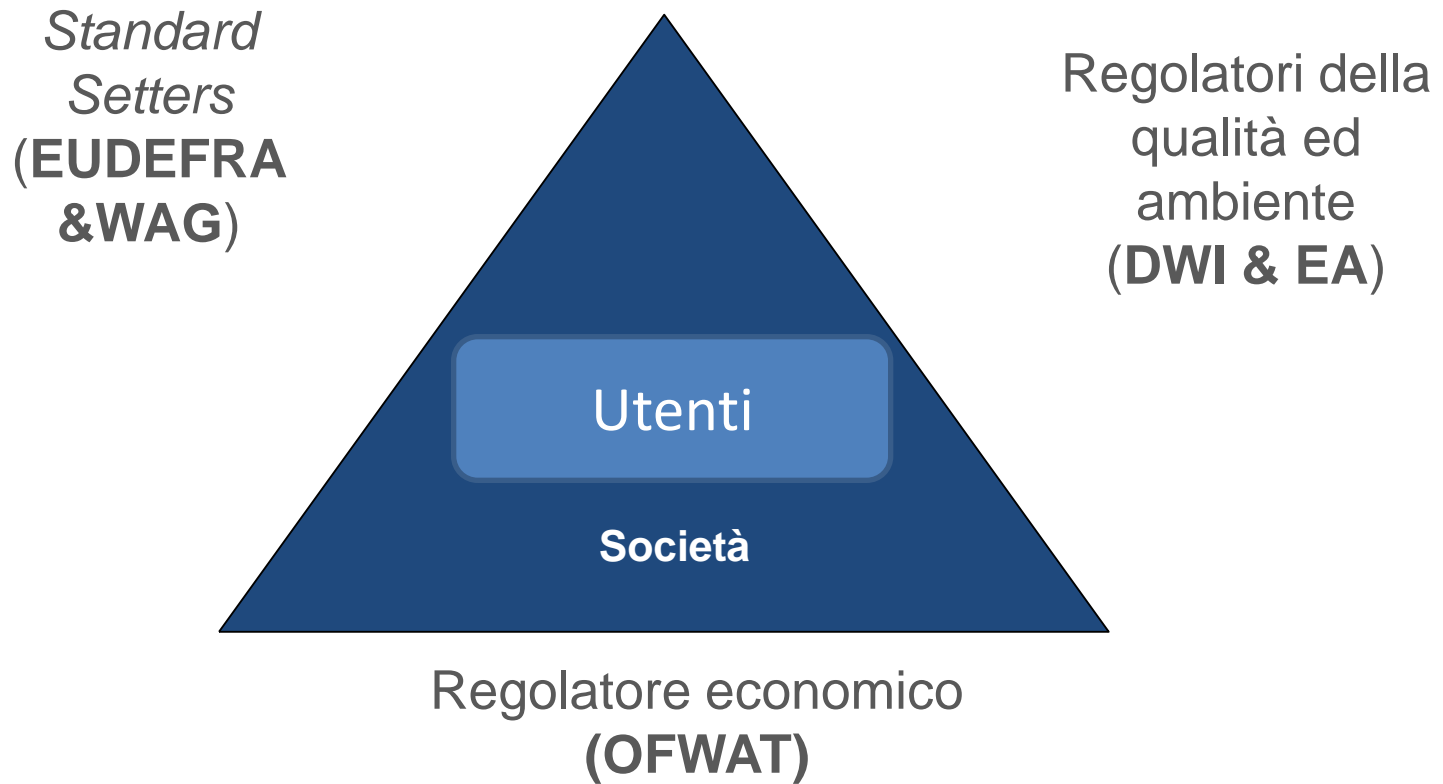 Standard
Setters
(EUDEFRA
&WAG)
Regolatori della
qualità ed
ambiente
(DWI & EA)
Utenti
Società
Regolatore economico
(OFWAT)